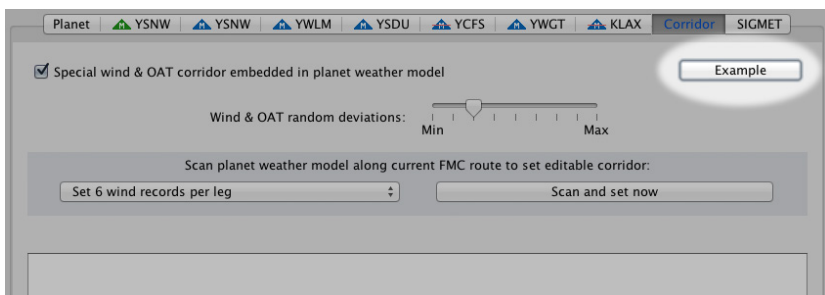 Planet YSNW YSNW YWLM YSDU YCFS YWGT KLAX Corridor SIGMET
Special wind & OAT corridor embedded in planet weather model Example
Wind & OAT random deviations:
Min Max
Scan planet weather model along current FMC route to set editable corridor:
Set 6 wind records per leg Scan and set now